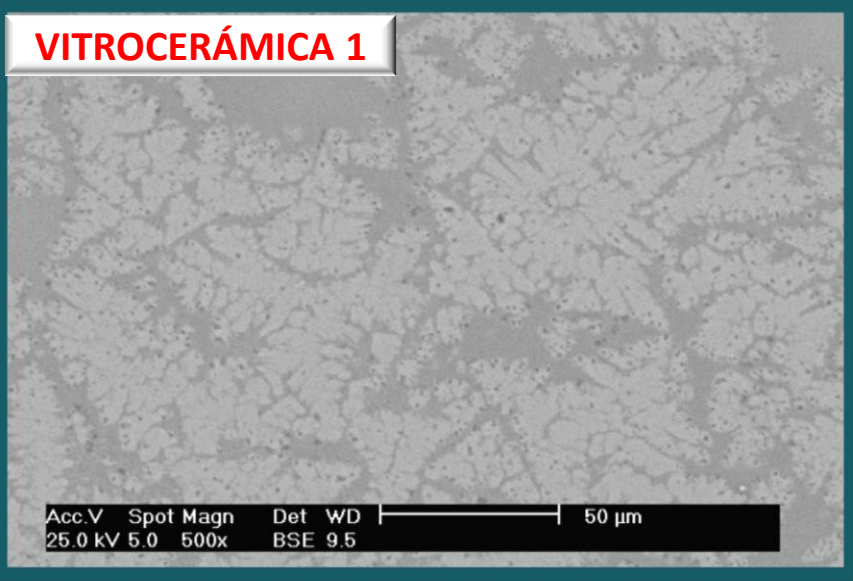 VITROCERÁMICA 1
Acc.V Spot Magn Det WD 50 µm
25.0 kV 5.0 500x BSE 9.5